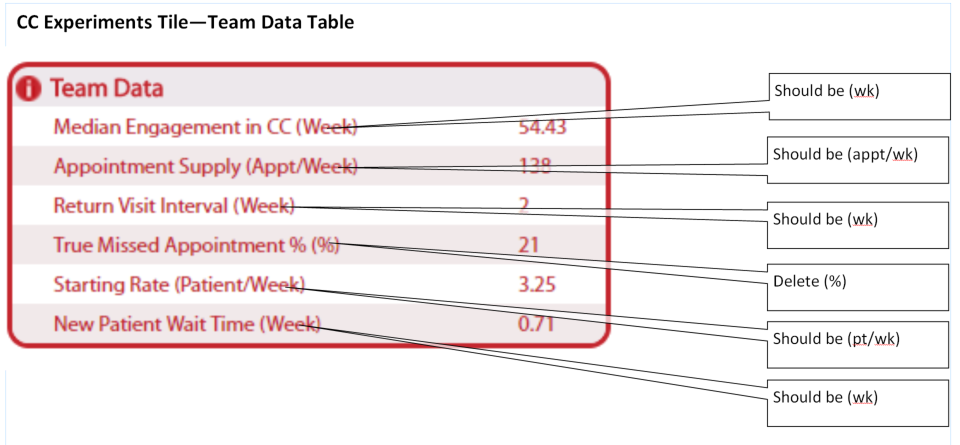 CC Experiments Tile—Team Data Table
Team Data
Median Engagement in CC (Week) 54.43
Should be (wk)
Appointment Supply (Appt/Week) 138
Should be (appt/wk)
Return Visit Interval (Week) 2
Should be (wk)
True Missed Appointment % (%) 21
Delete (%)
Starting Rate (Patient/Week) 3.25
Should be (pt/wk)
New Patient Wait Time (Week) 0.71
Should be (wk)